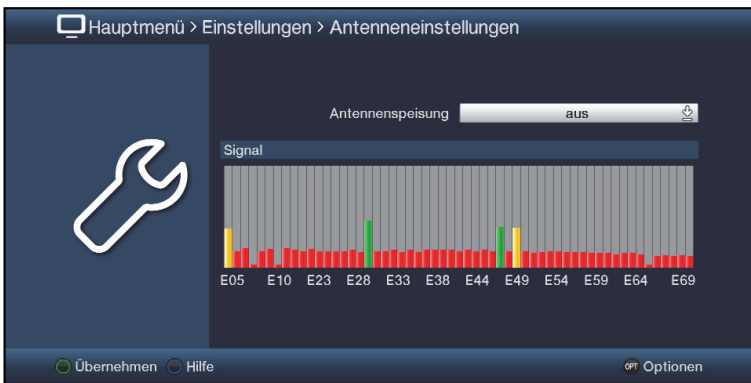 Hauptmenü > Einstellungen > Antenneneinstellungen
Antennenspeisung aus
Signal
E05 E10 E23 E28 E33 E38 E44 E49 E54 E59 E64 E69
Übernehmen Hilfe OPT Optionen